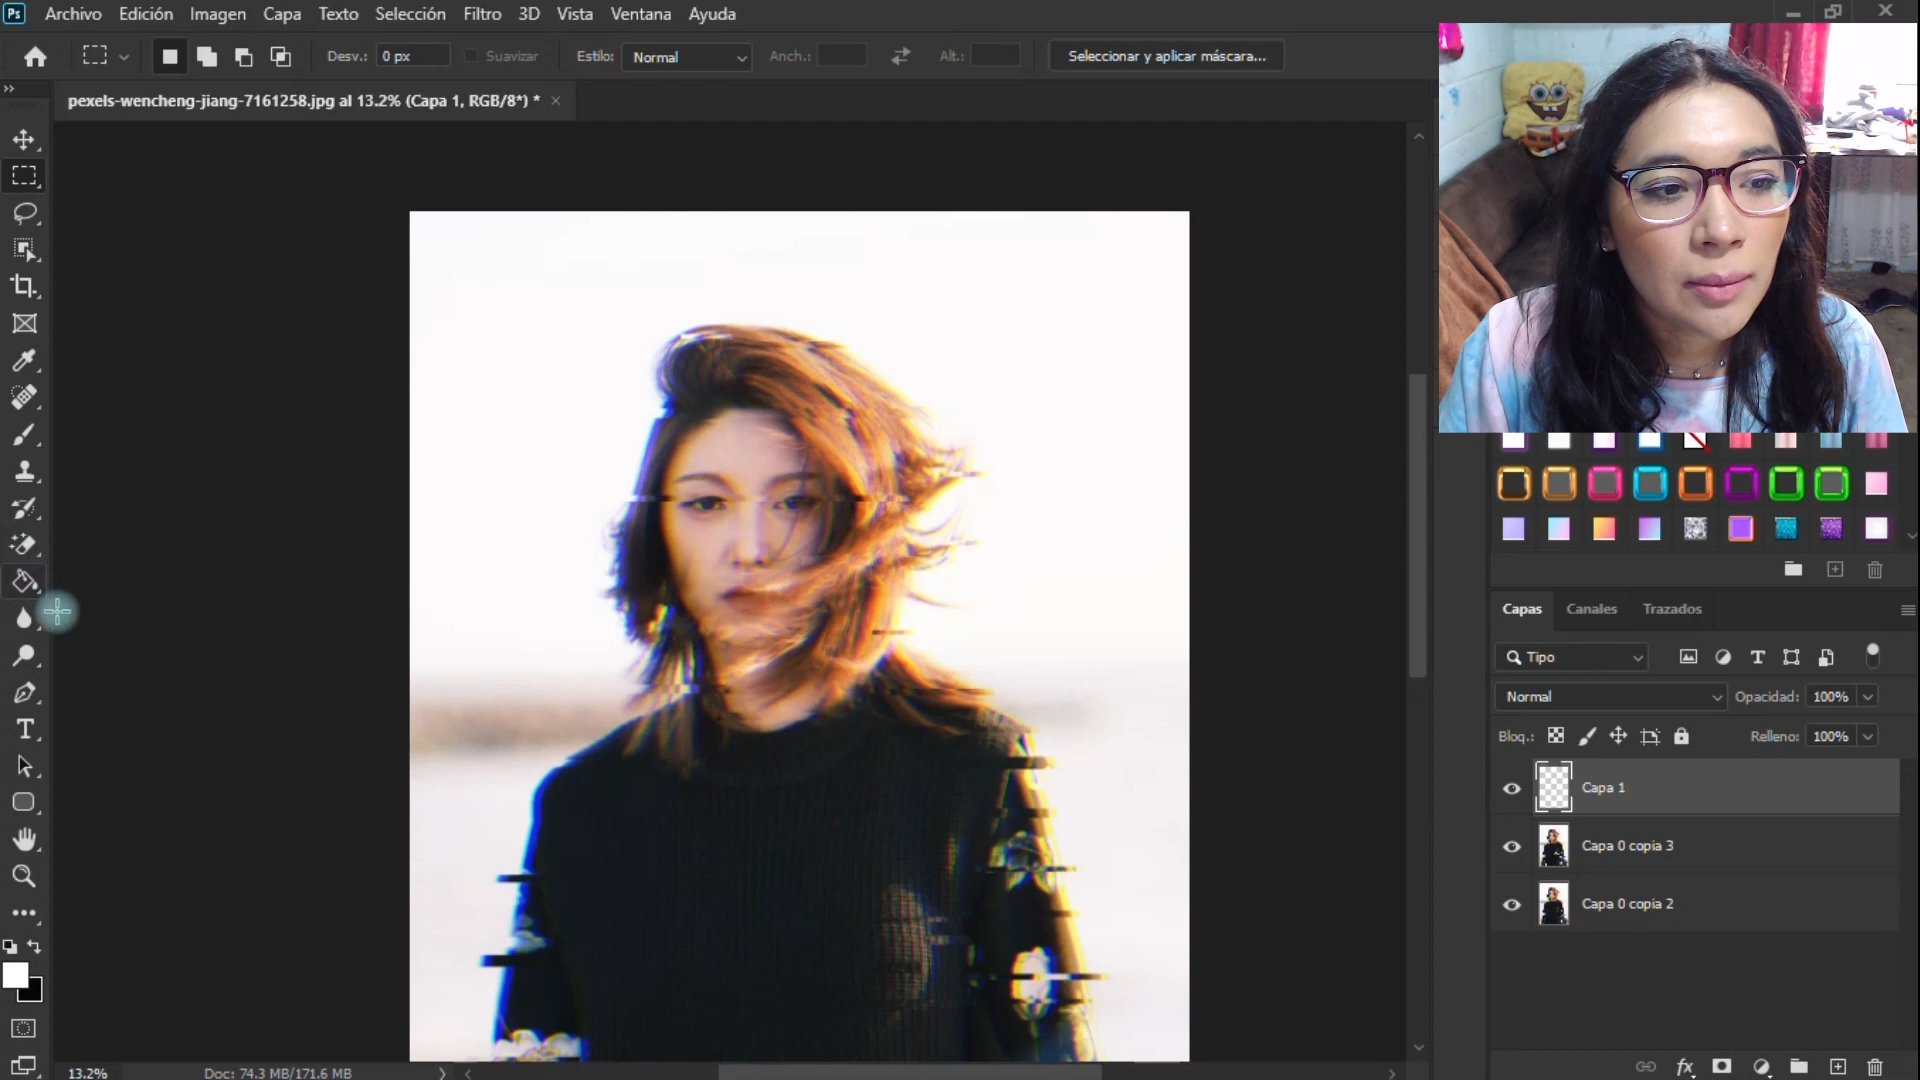 Ps Archivo Edición Imagen Capa Texto Selección Filtro 3D Vista Ventana Ayuda
Desv.: 0 px Suavizar Estilo: Normal Anch.: Alt.: Seleccionar y aplicar máscara...
pexels-wencheng-jiang-7161258.jpg al 13.2% (Capa 1, RGB/8*) *
Capas Canales Trazados
Tipo
Normal Opacidad: 100%
Bloq.: Relleno: 100%
Capa 1
Capa 0 copia 3
Capa 0 copia 2
13.2% Doc: 74.3 MB/171.6 MB